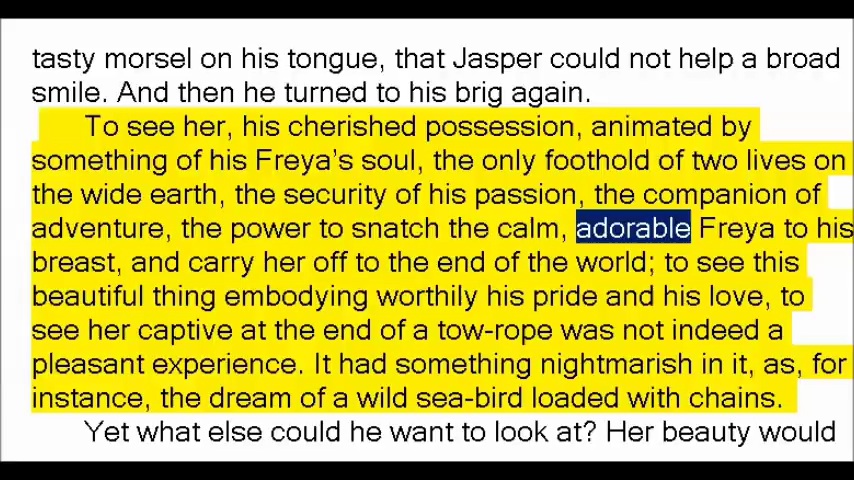 tasty morsel on his tongue, that Jasper could not help a broad
smile. And then he turned to his brig again.
To see her, his cherished possession, animated by
something of his Freya's soul, the only foothold of two lives on
the wide earth, the security of his passion, the companion of
adventure, the power to snatch the calm, adorable Freya to his
breast, and carry her off to the end of the world; to see this
beautiful thing embodying worthily his pride and his love, to
see her captive at the end of a tow-rope was not indeed a
pleasant experience. It had something nightmarish in it, as, for
instance, the dream of a wild sea-bird loaded with chains.
Yet what else could he want to look at? Her beauty would